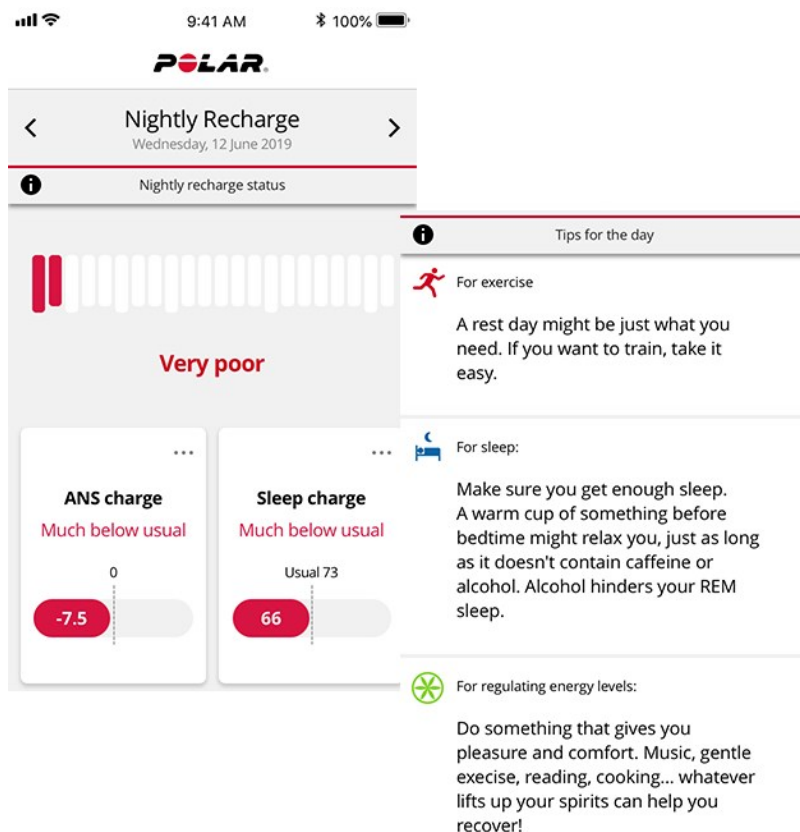 9:41 AM
100%
POLAR
Nightly Recharge
Wednesday, 12 June 2019
Nightly recharge status
Very poor
ANS charge
Much below usual
0
-7.5
Sleep charge
Much below usual
Usual 73
66
Tips for the day
For exercise
A rest day might be just what you
need. If you want to train, take it
easy.
For sleep:
Make sure you get enough sleep.
A warm cup of something before
bedtime might relax you, just as long
as it doesn't contain caffeine or
alcohol. Alcohol hinders your REM
sleep.
For regulating energy levels:
Do something that gives you
pleasure and comfort. Music, gentle
execise, reading, cooking... whatever
lifts up your spirits can help you
recover!